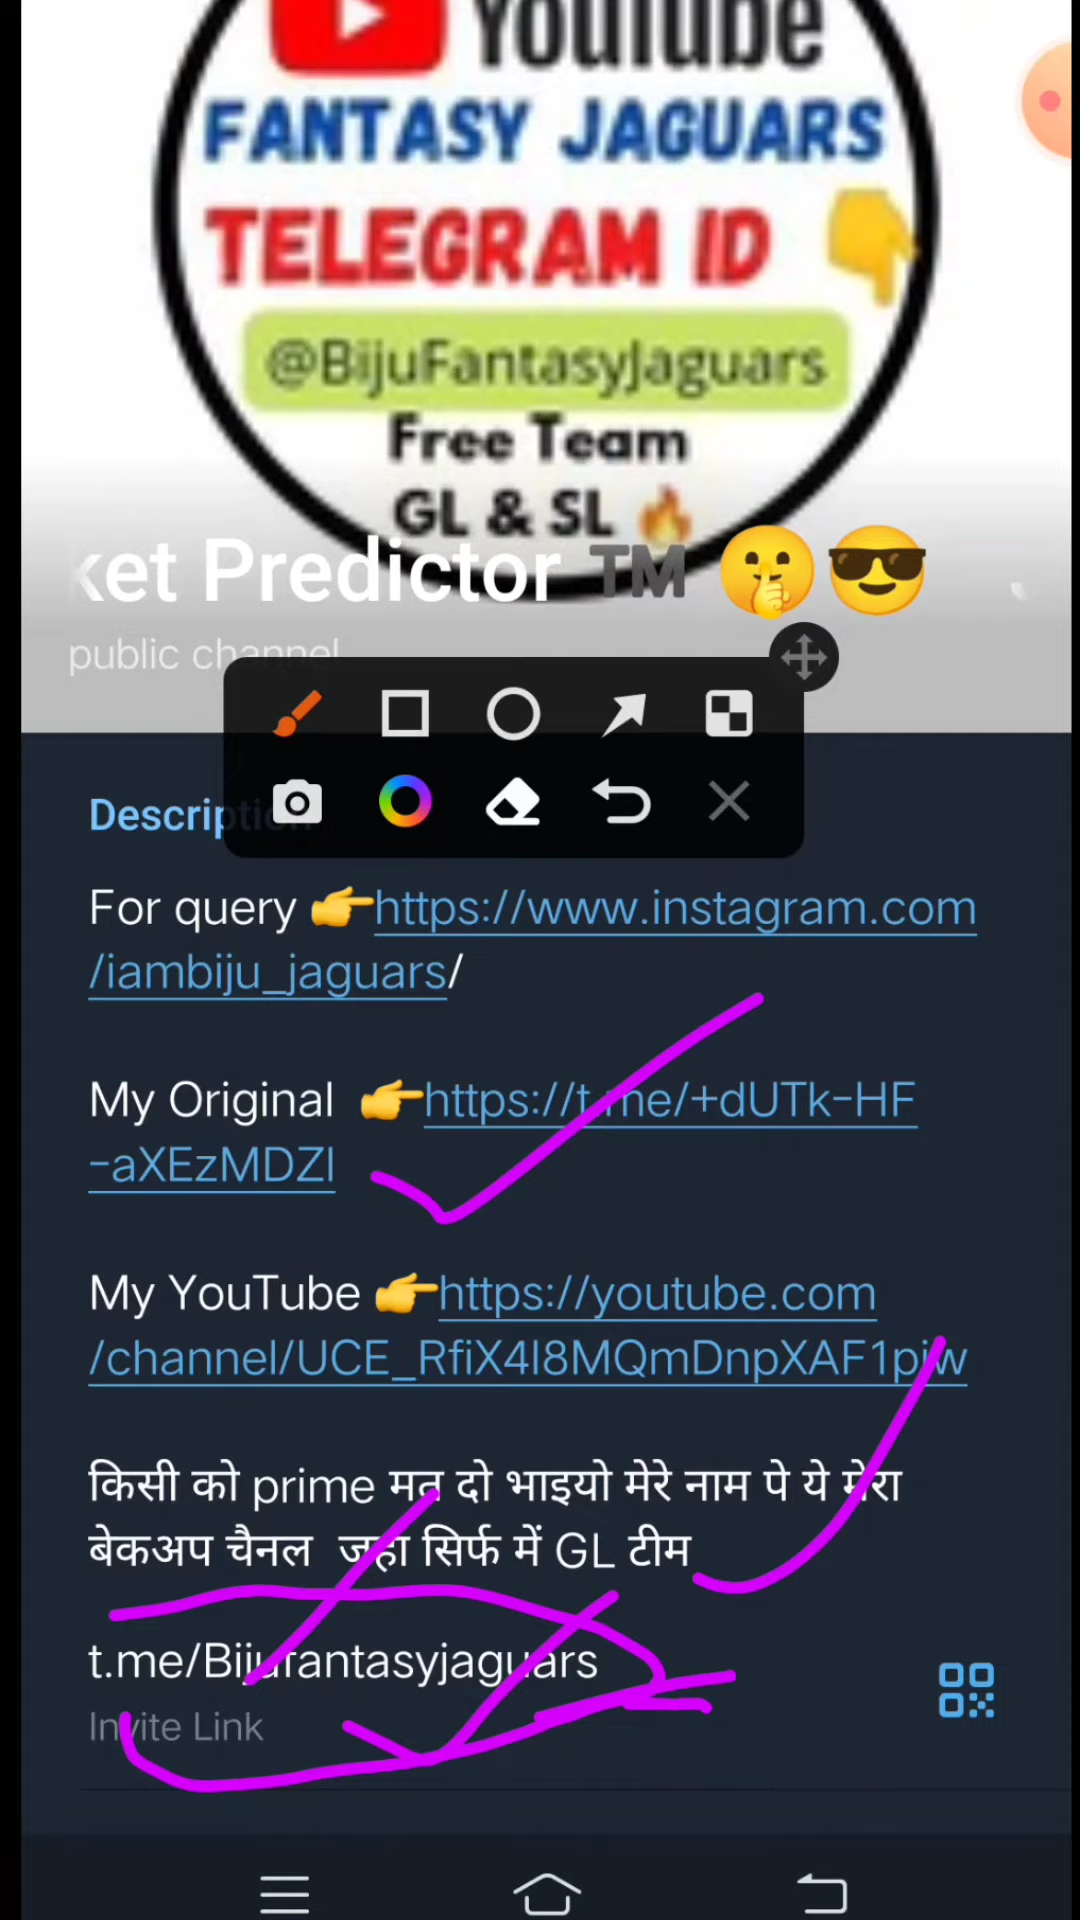 YouTube
FANTASY JAGUARS
TELEGRAM ID 👇
@BijuFantasyJaguars
Free Team
GL & SL 🔥
ket Predictor ™️ 🤫😎
public channel
Description
For query 👉https://www.instagram.com
/iambiju_jaguars/
My Original 👉https://t.me/+dUTk-HF
-aXEzMDZl
My YouTube 👉https://youtube.com
/channel/UCE_RfiX4I8MQmDnpXAF1piw
किसी को prime मत दो भाइयो मेरे नाम पे ये मेरा
बेकअप चैनल जहा सिर्फ में GL टीम
t.me/Bijufantasyjaguars
Invite Link